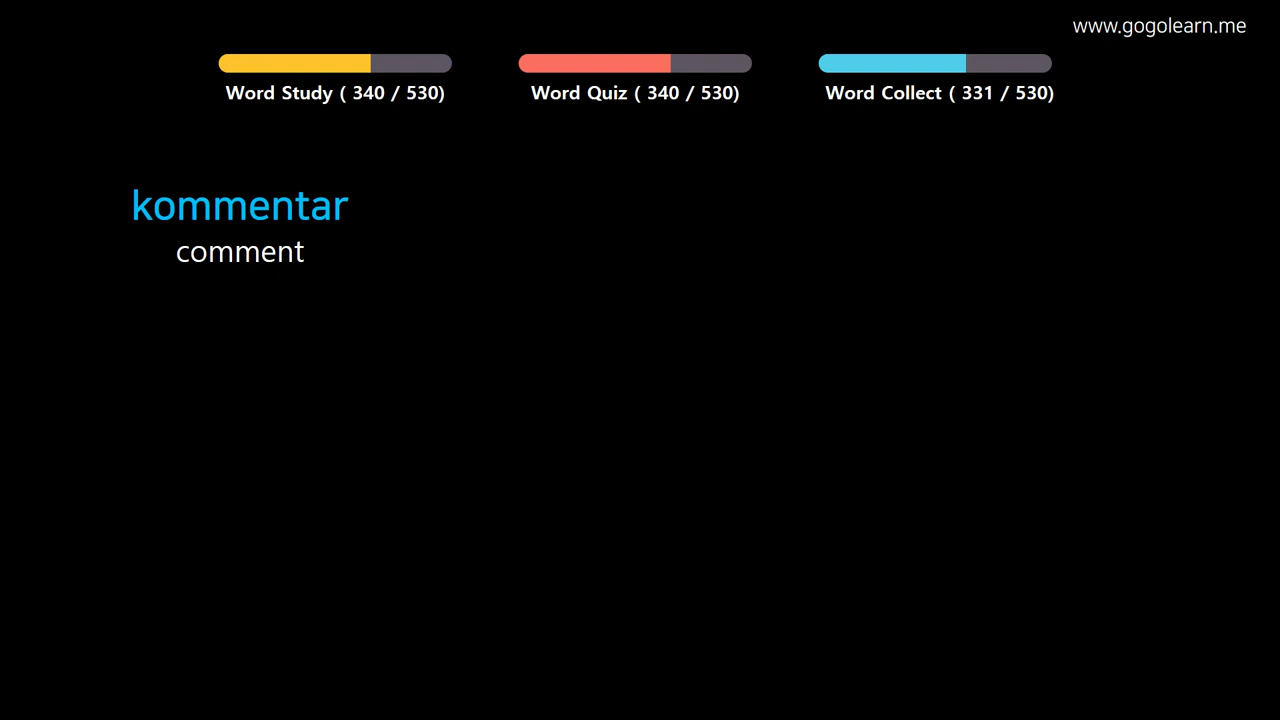 www.gogolearn.me
Word Study ( 340 / 530)
Word Quiz ( 340 / 530)
Word Collect ( 331 / 530)
kommentar
comment